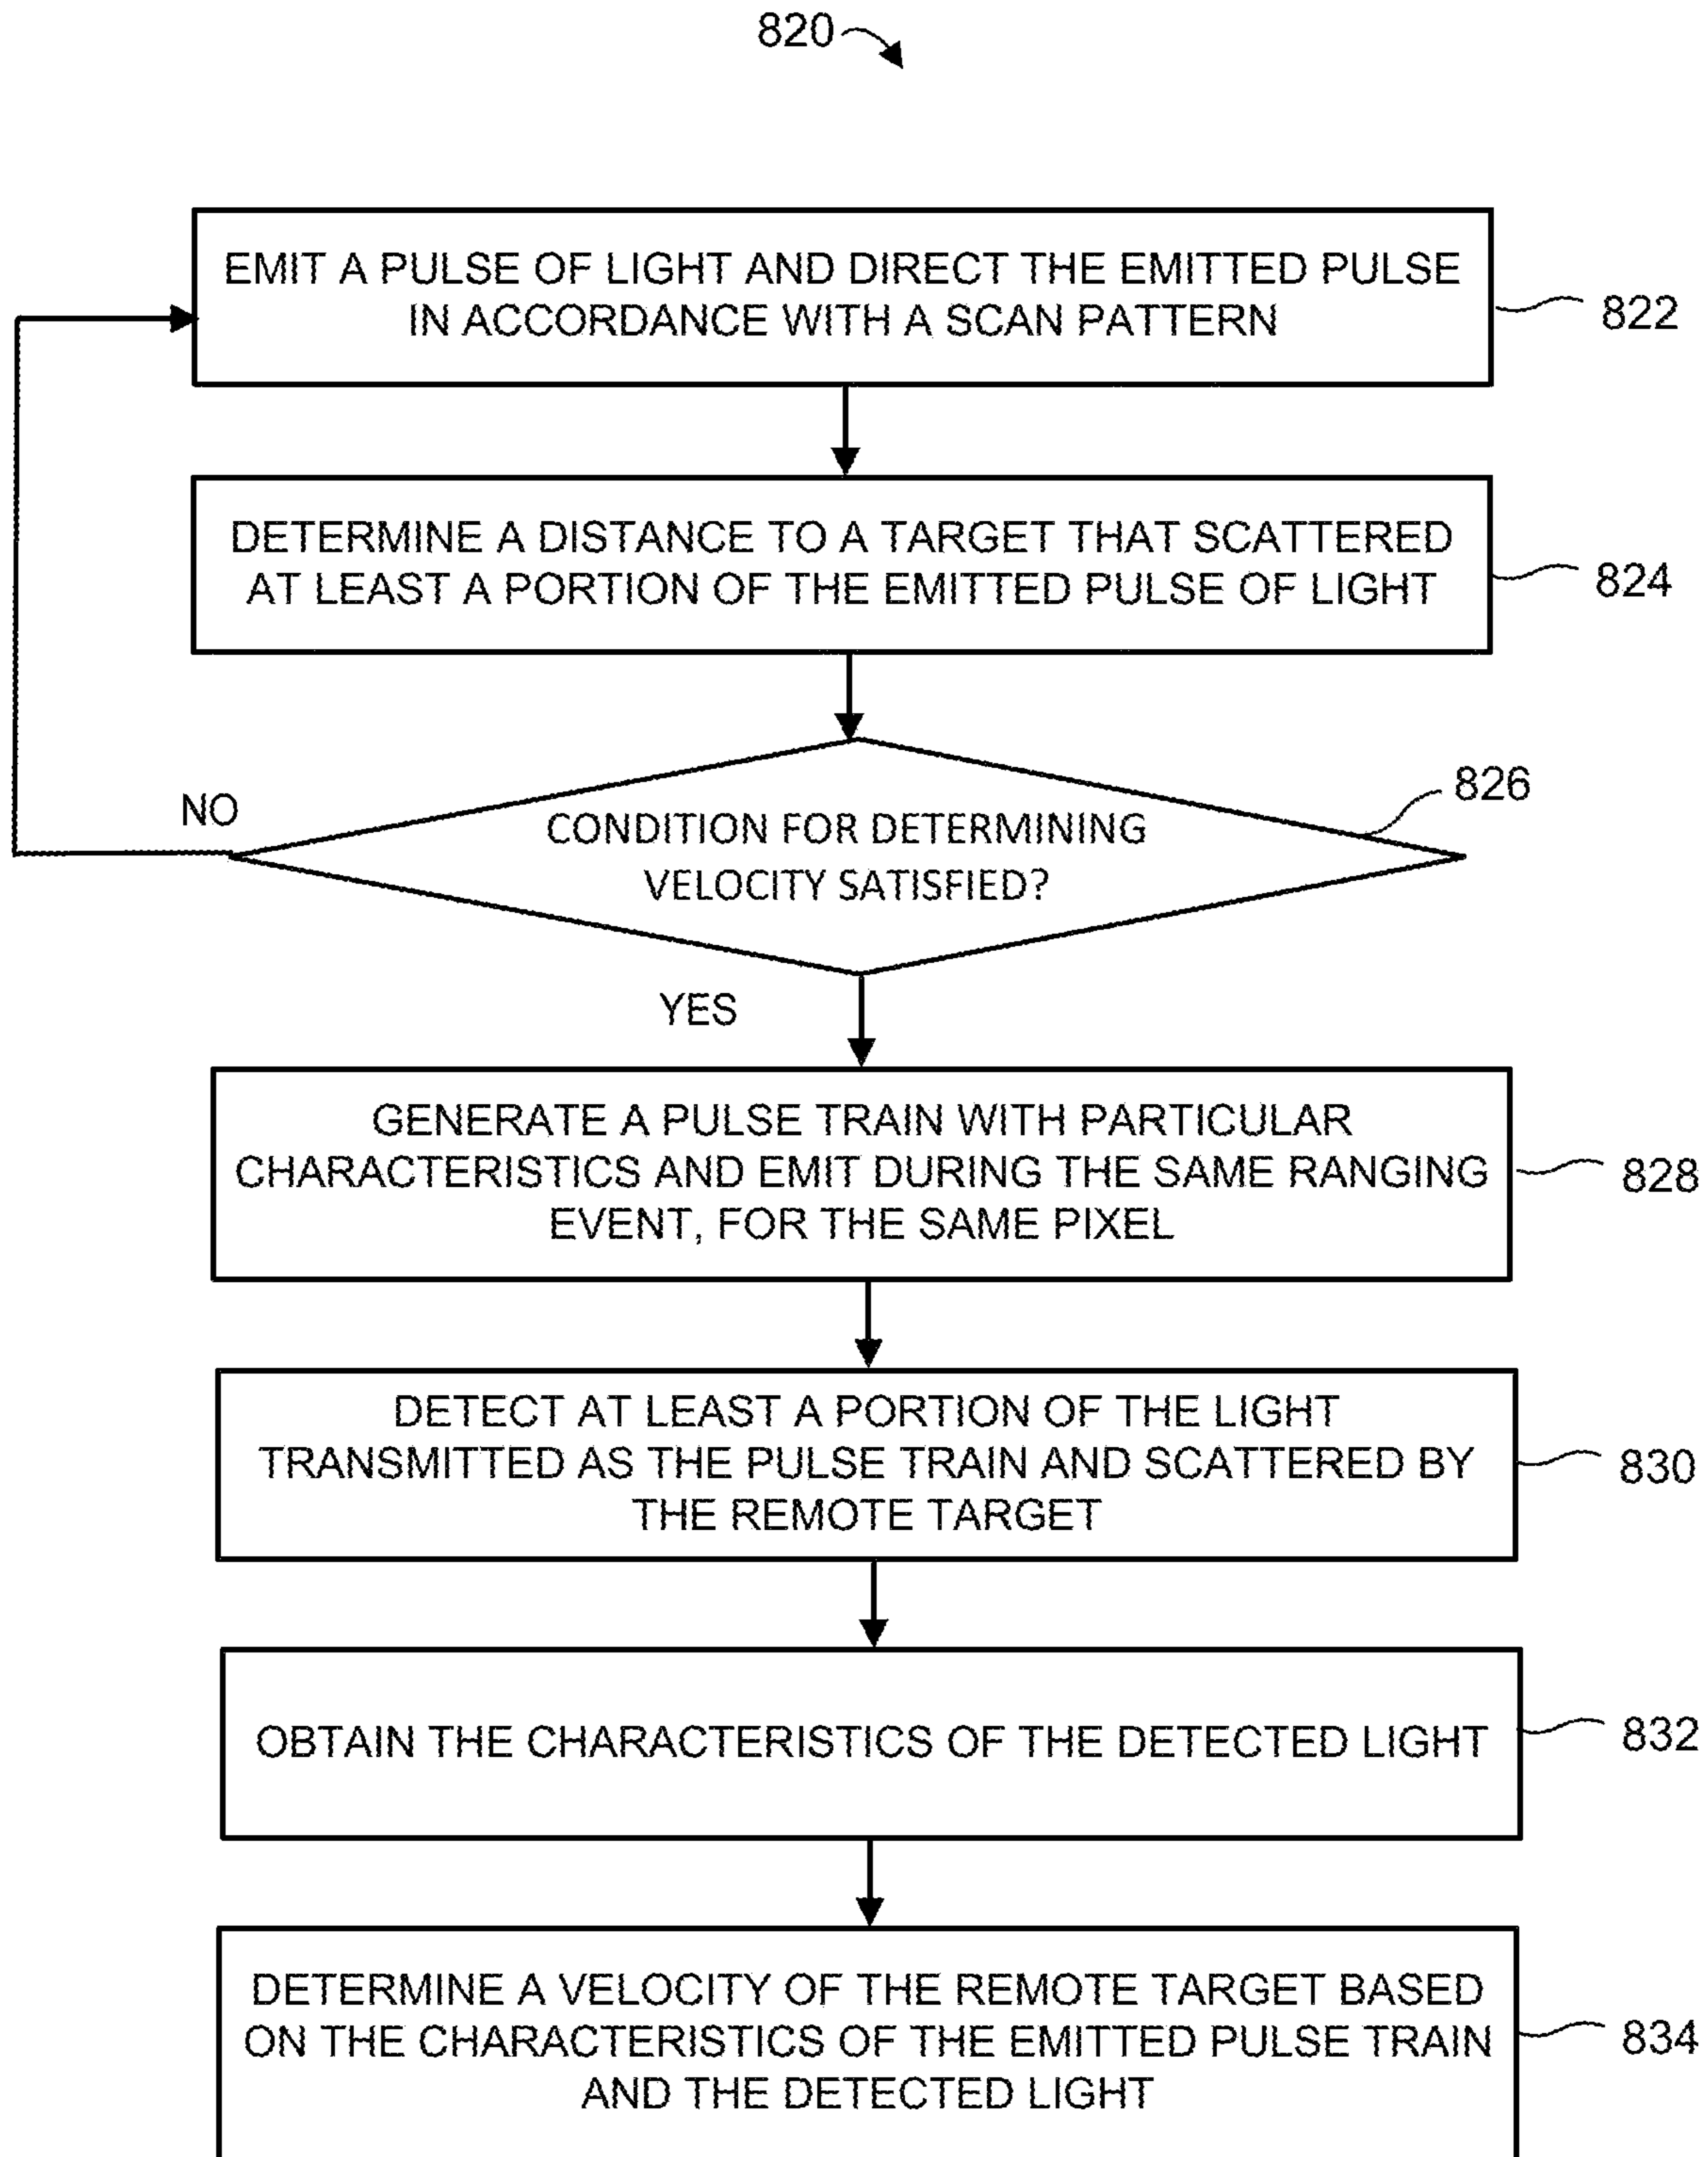 820
EMIT A PULSE OF LIGHT AND DIRECT THE EMITTED PULSE
IN ACCORDANCE WITH A SCAN PATTERN
822
DETERMINE A DISTANCE TO A TARGET THAT SCATTERED
AT LEAST A PORTION OF THE EMITTED PULSE OF LIGHT
824
826
NO
CONDITION FOR DETERMINING
VELOCITY SATISFIED?
YES
GENERATE A PULSE TRAIN WITH PARTICULAR
CHARACTERISTICS AND EMIT DURING THE SAME RANGING
EVENT, FOR THE SAME PIXEL
828
DETECT AT LEAST A PORTION OF THE LIGHT
TRANSMITTED AS THE PULSE TRAIN AND SCATTERED BY
THE REMOTE TARGET
830
OBTAIN THE CHARACTERISTICS OF THE DETECTED LIGHT
832
DETERMINE A VELOCITY OF THE REMOTE TARGET BASED
ON THE CHARACTERISTICS OF THE EMITTED PULSE TRAIN
AND THE DETECTED LIGHT
834